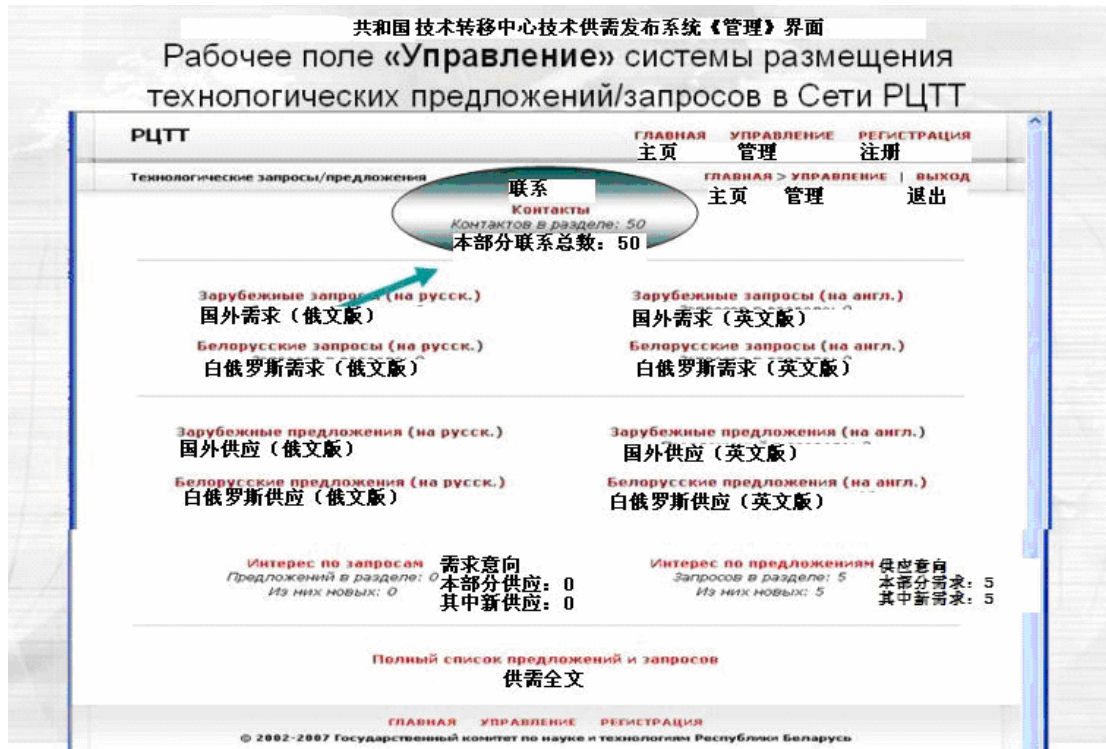 共和国技术转移中心技术供需发布系统《管理》界面
Рабочее поле «Управление» системы размещения
технологических предложений/запросов в Сети РЦТТ
РЦТТ
ГЛАВНАЯ УПРАВЛЕНИЕ РЕГИСТРАЦИЯ
主页 管理 注册
Технологические запросы/предложения
ГЛАВНАЯ > УПРАВЛЕНИЕ | ВЫХОД
主页 管理 退出
联系
Контакты
Контактов в разделе: 50
本部分联系总数：50
Зарубежные запросы (на русск.)
国外需求（俄文版）
Зарубежные запросы (на англ.)
国外需求（英文版）
Белорусские запросы (на русск.)
白俄罗斯需求（俄文版）
Белорусские запросы (на англ.)
白俄罗斯需求（英文版）
Зарубежные предложения (на русск.)
国外供应（俄文版）
Зарубежные предложения (на англ.)
国外供应（英文版）
Белорусские предложения (на русск.)
白俄罗斯供应（俄文版）
Белорусские предложения (на англ.)
白俄罗斯供应（英文版）
Интерес по запросам 需求意向
Предложений в разделе: 0 本部分供应：0
Из них новых: 0 其中新供应：0
Интерес по предложениям 供应意向
Запросов в разделе: 5 本部分需求：5
Из них новых: 5 其中新需求：5
Полный список предложений и запросов
供需全文
ГЛАВНАЯ УПРАВЛЕНИЕ РЕГИСТРАЦИЯ
© 2002-2007 Государственный комитет по науке и технологиям Республики Беларусь